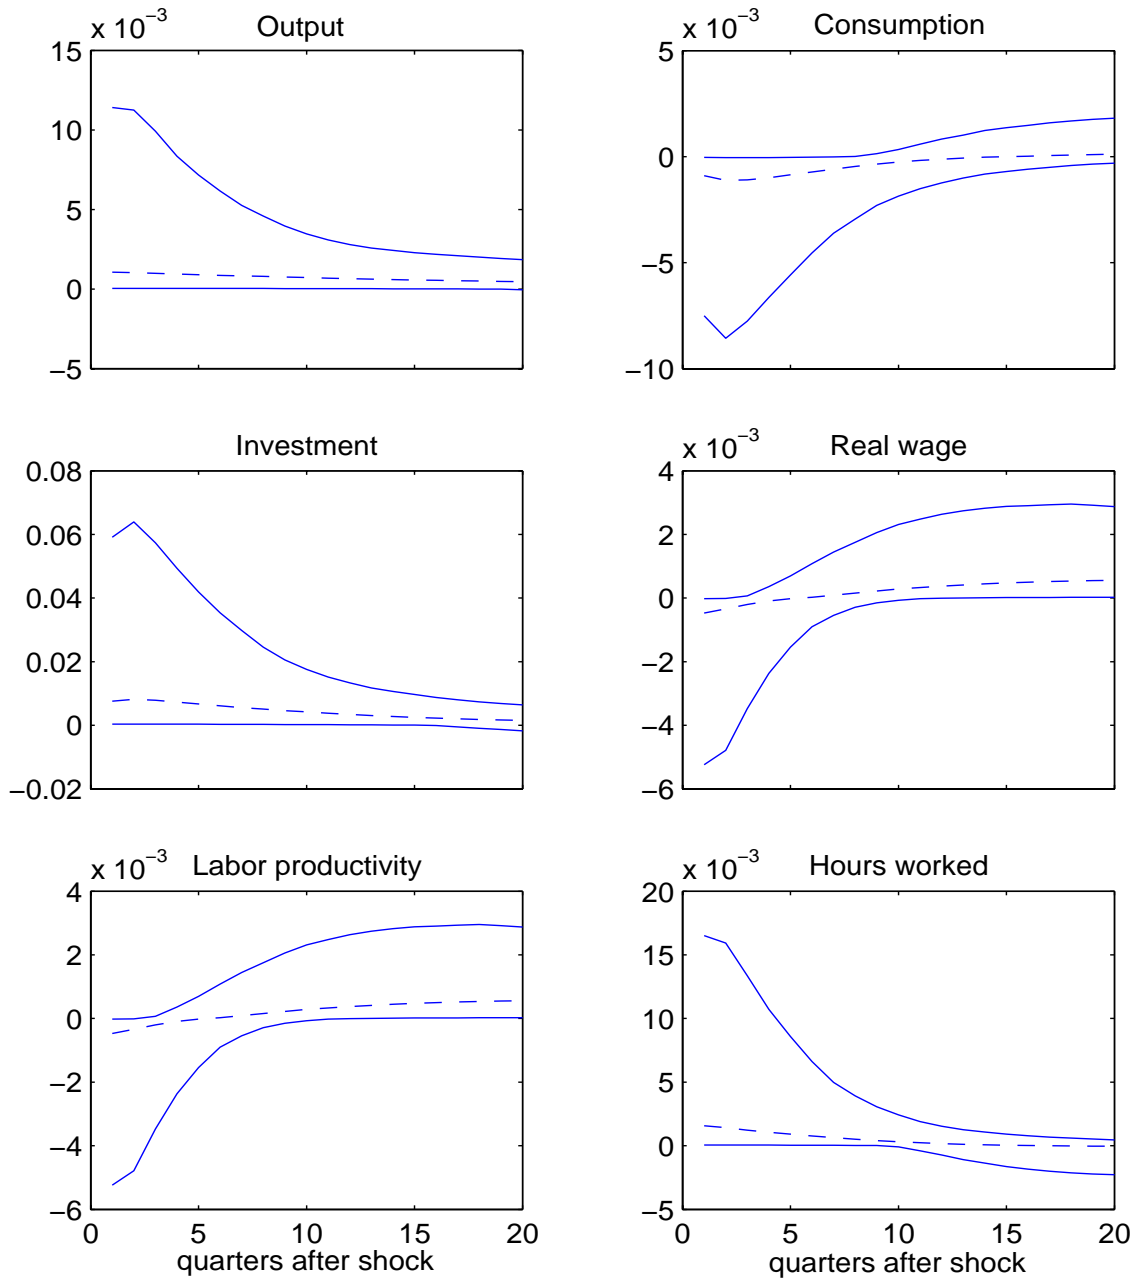 x 10−3
Output
15
10
5
0
−5
x 10−3
Consumption
5
0
−5
−10
Investment
0.08
0.06
0.04
0.02
0
−0.02
x 10−3
Real wage
4
2
0
−2
−4
−6
x 10−3
Labor productivity
4
2
0
−2
−4
−6
0 5 10 15 20
quarters after shock
x 10−3
Hours worked
20
15
10
5
0
−5
0 5 10 15 20
quarters after shock